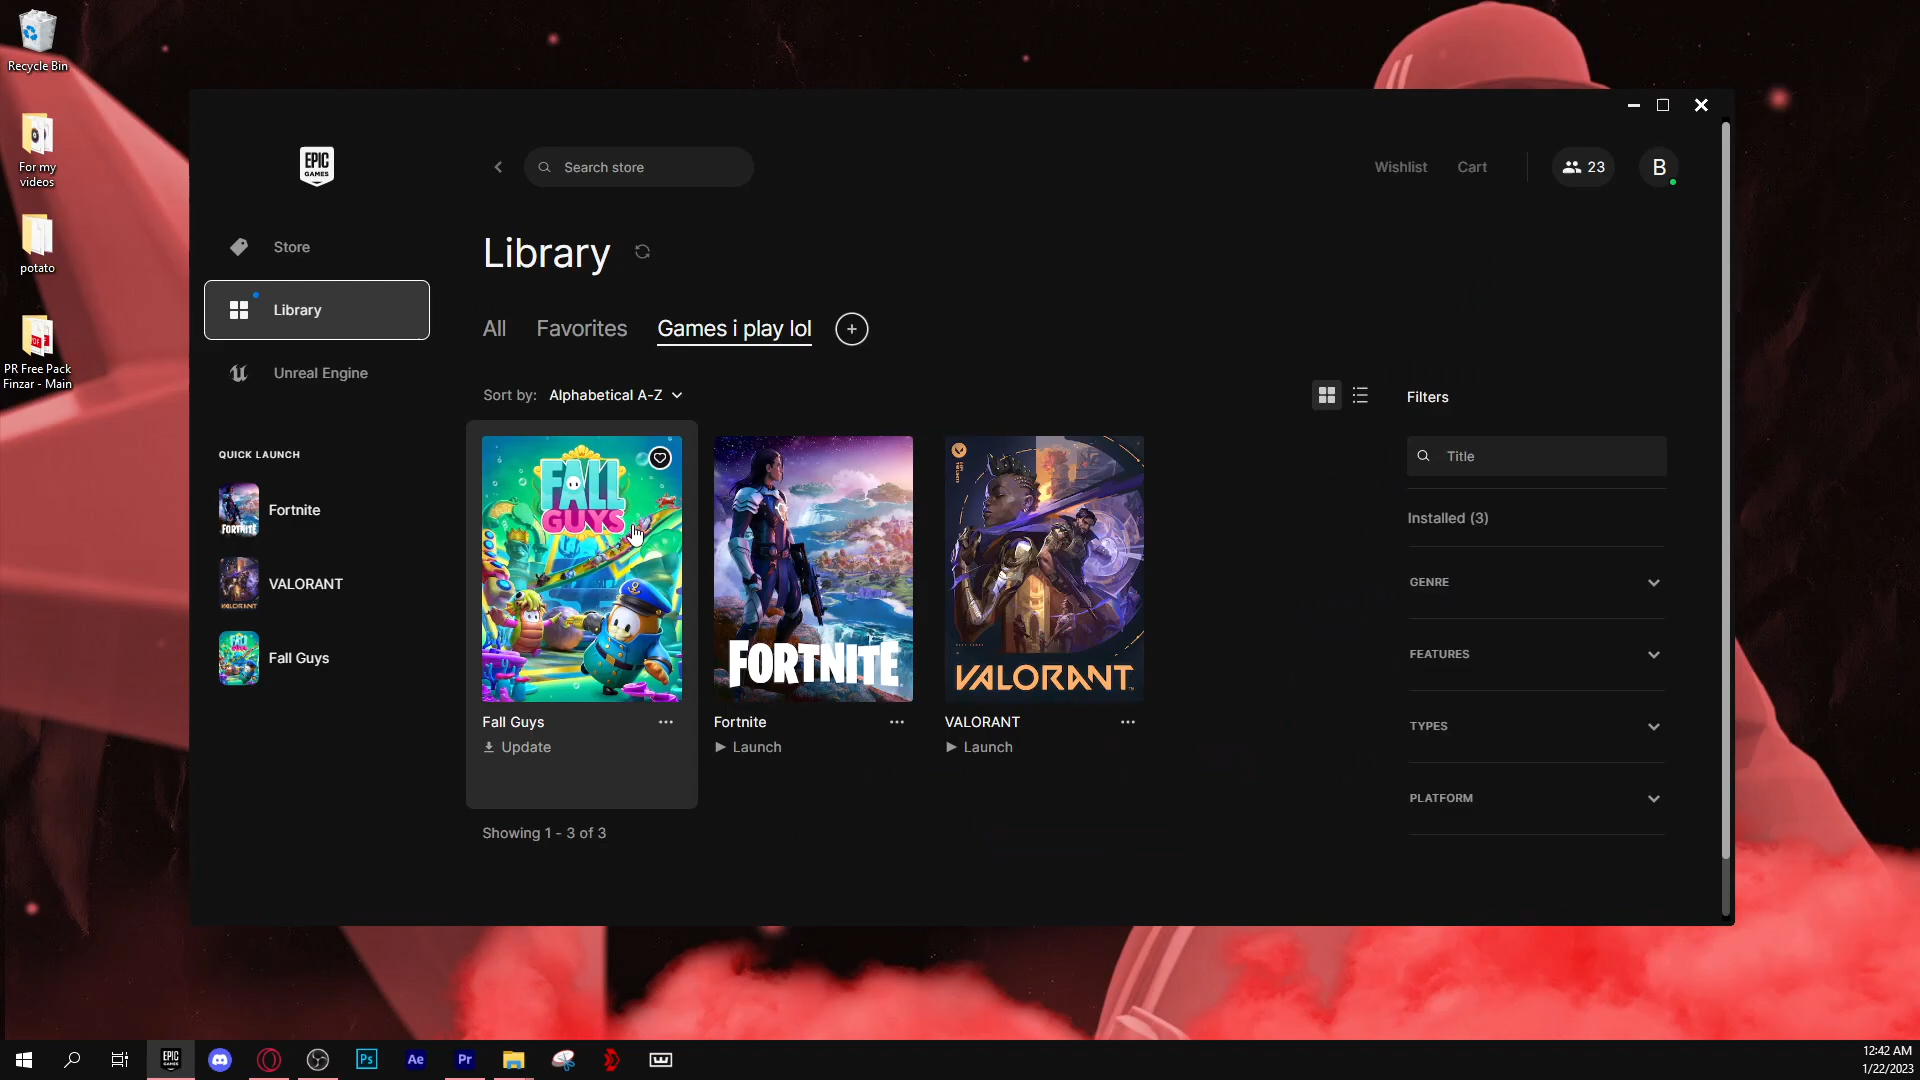 Recycle Bin
For my
videos
potato
PR Free Pack
Finzar - Main
EPIC
GAMES
Search store
Wishlist
Cart
23
B
Store
Library
Unreal Engine
QUICK LAUNCH
Fortnite
VALORANT
Fall Guys
Library
All
Favorites
Games i play lol
+
Sort by: Alphabetical A-Z
FALL
GUYS
Fall Guys
Update
FORTNITE
Fortnite
Launch
VALORANT
VALORANT
Launch
Showing 1 - 3 of 3
Filters
Title
Installed (3)
GENRE
FEATURES
TYPES
PLATFORM
EPIC
GAMES
Ps
Ae
Pr
12:42 AM
1/22/2023